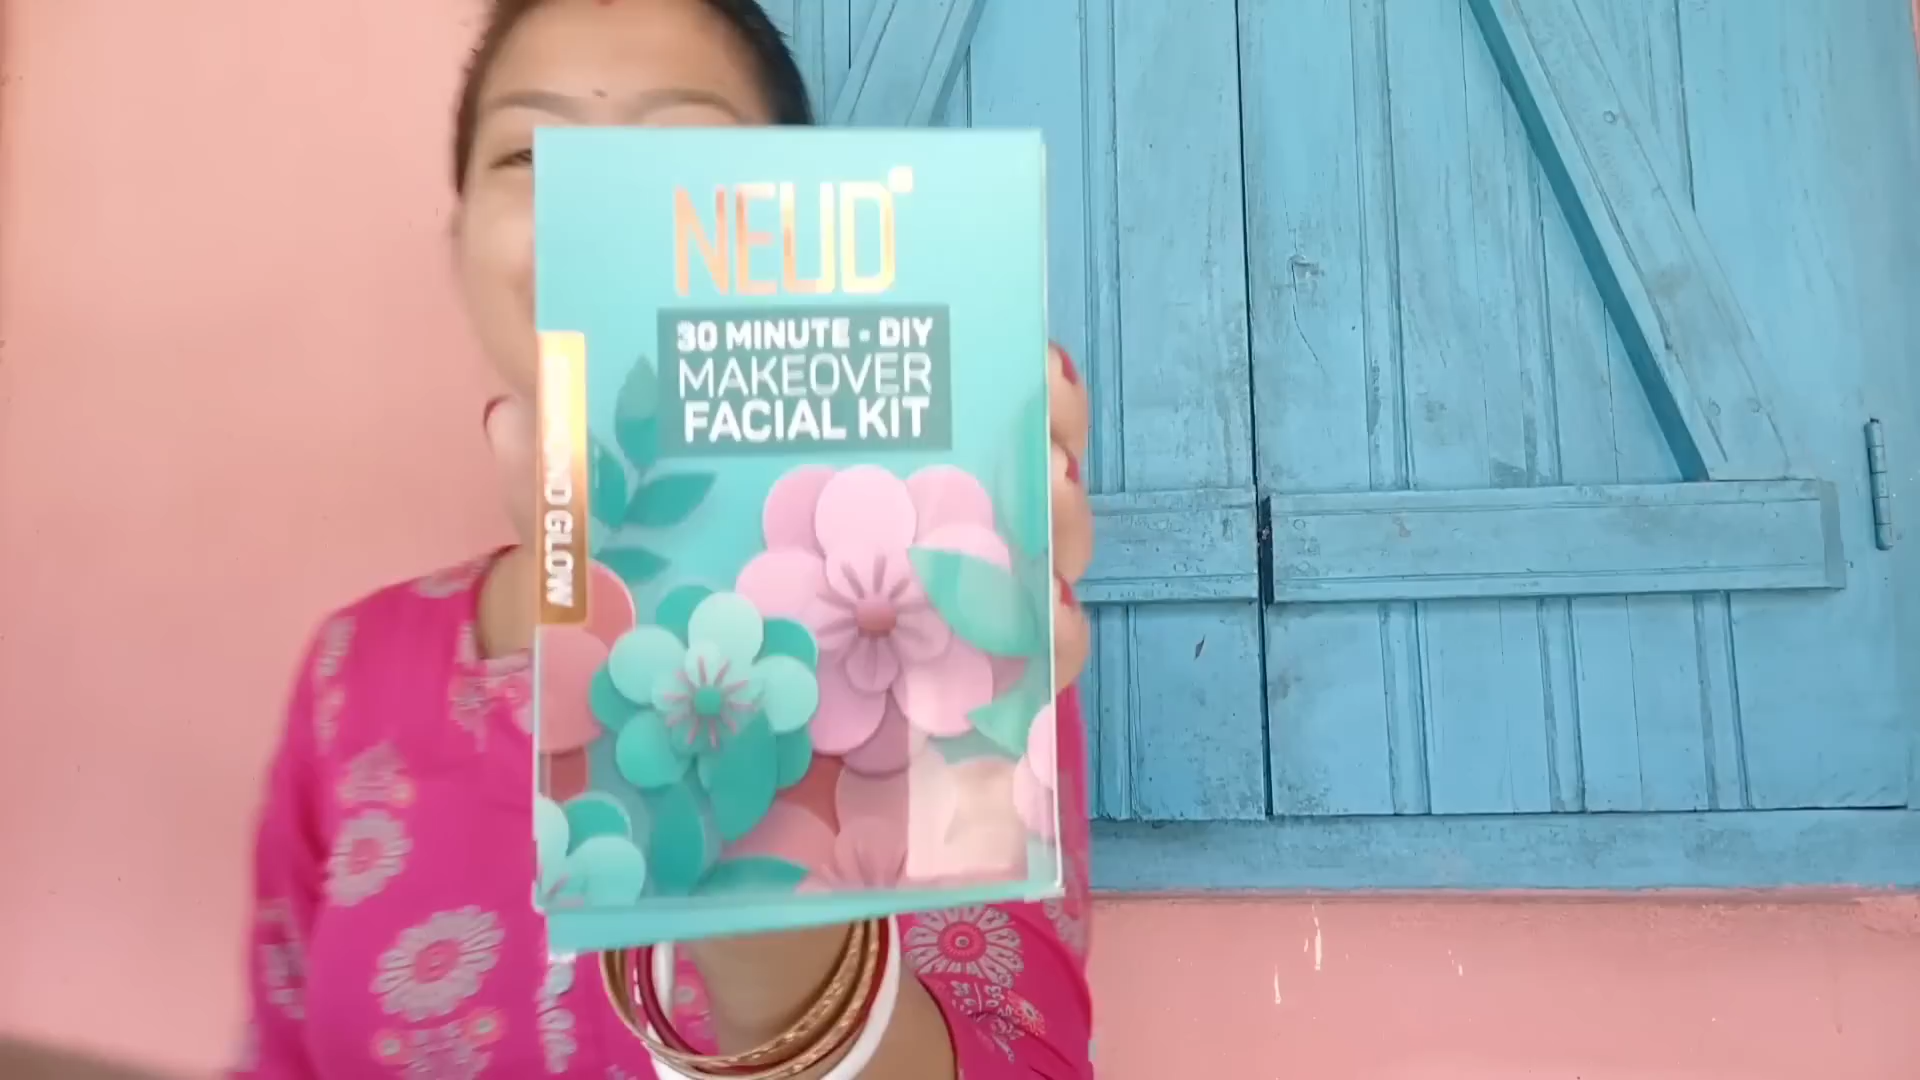 NEUD
30 MINUTE - DIY
MAKEOVER
FACIAL KIT
GLOW